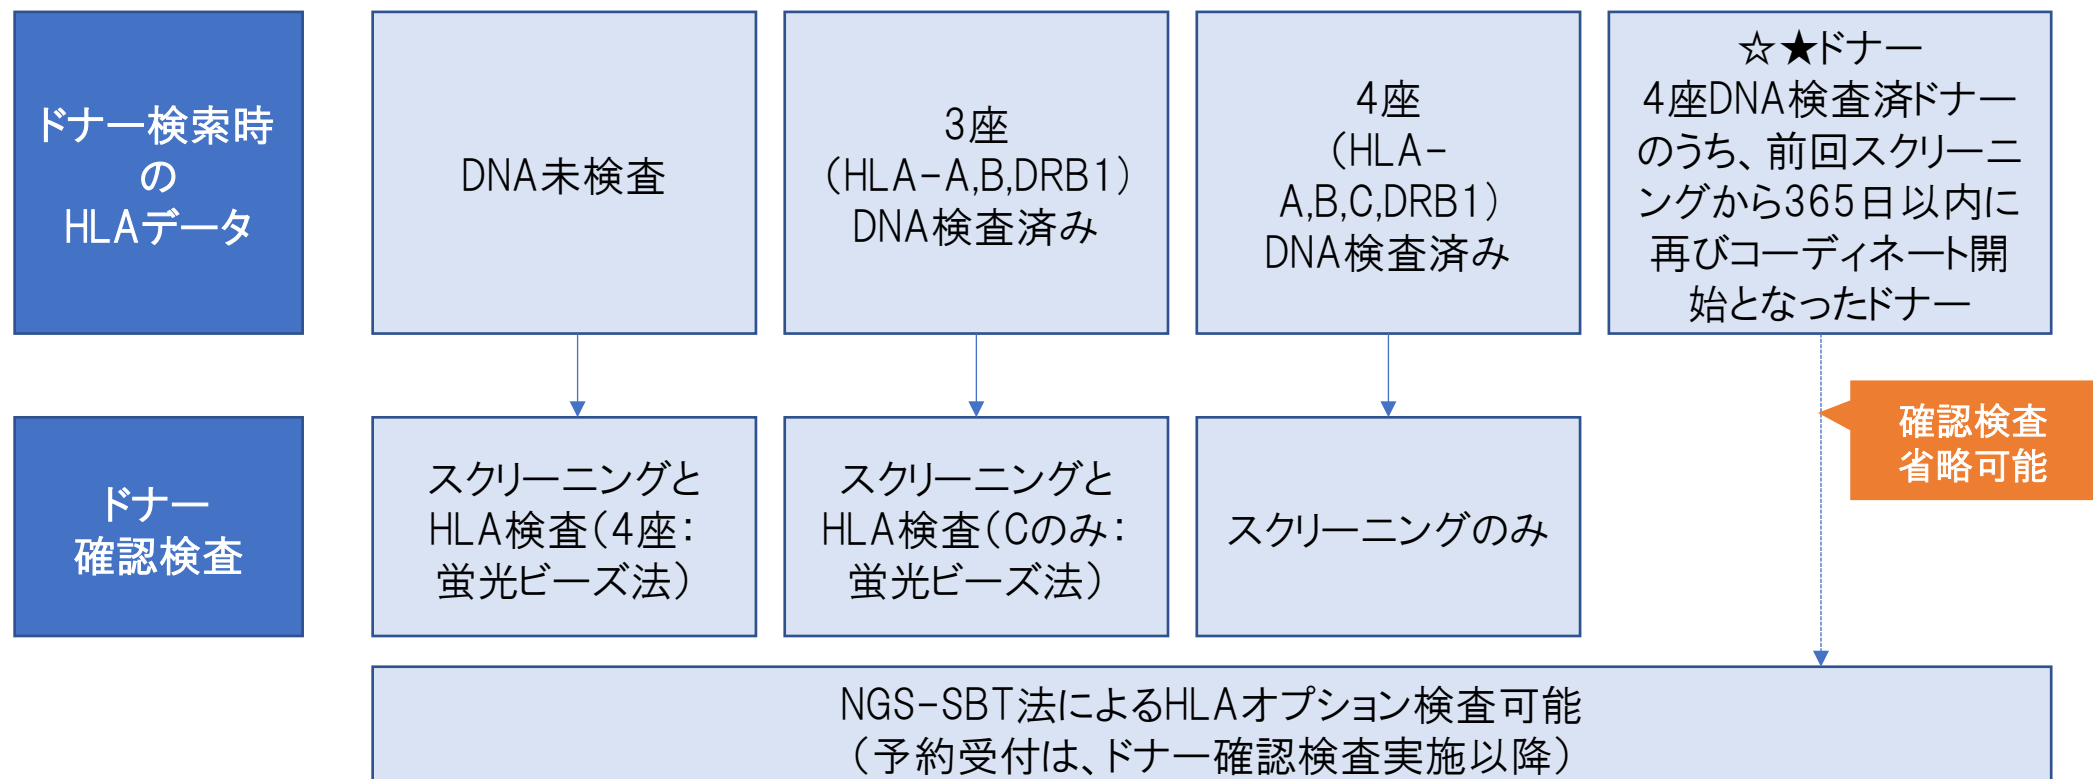 ドナー検索時
の
HLAデータ
DNA未検査
3座
(HLA-A,B,DRB1)
DNA検査済み
4座
(HLA-
A,B,C,DRB1)
DNA検査済み
☆★ドナー
4座DNA検査済ドナー
のうち、前回スクリーニ
ングから365日以内に
再びコーディネート開
始となったドナー
確認検査
省略可能
ドナー
確認検査
スクリーニングと
HLA検査(4座：
蛍光ビーズ法)
スクリーニングと
HLA検査(Cのみ：
蛍光ビーズ法)
スクリーニングのみ
NGS-SBT法によるHLAオプション検査可能
(予約受付は、ドナー確認検査実施以降)